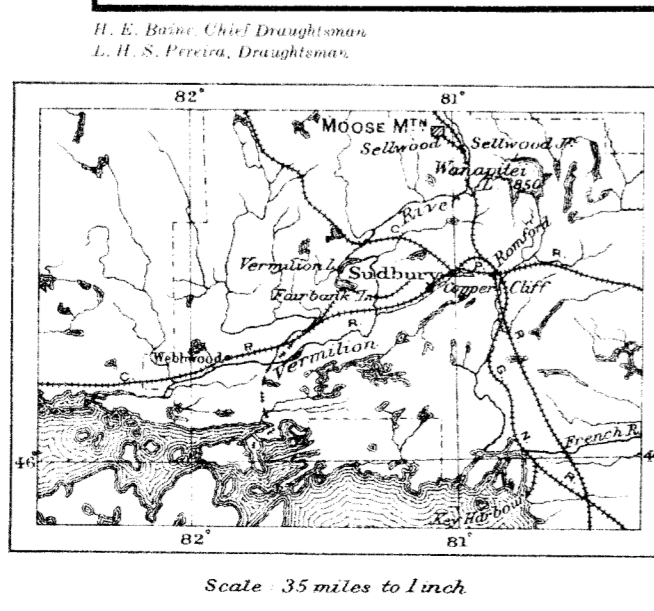 H. E. Baine, Chief Draughtsman
L. H. S. Pereira, Draughtsman
82°
81°
MOOSE MTN
Sellwood
Sellwood Jc.
Wanapitei
L. 850
River
C.
Romford
Vermilion L.
Sudbury
P.
R.
Copper Cliff
Fairbank L.
R.
R.
P.
Webbwood
Vermilion
C.
G.
N.
French R.
46°
46
R.
Key Harbour
82°
81°
Scale : 35 miles to 1 inch